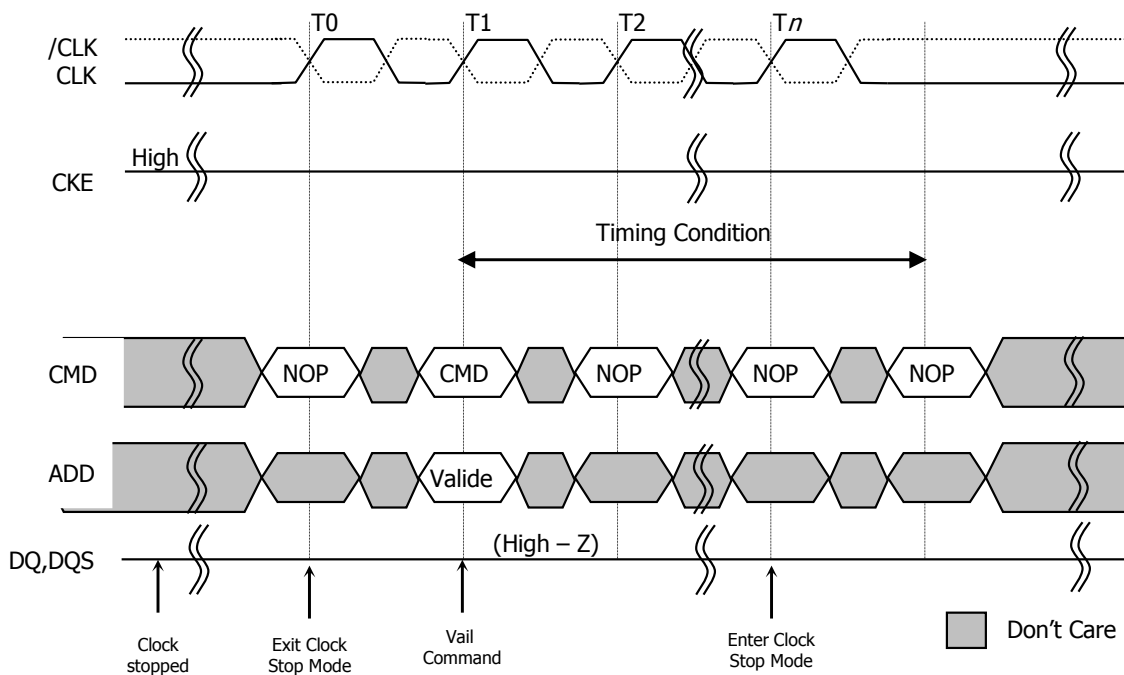 T0 T1 T2 Tn
/CLK
CLK
High
CKE
Timing Condition
CMD NOP CMD NOP NOP NOP
ADD Valide
(High – Z)
DQ,DQS
Clock
stopped
Exit Clock
Stop Mode
Vail
Command
Enter Clock
Stop Mode
Don't Care